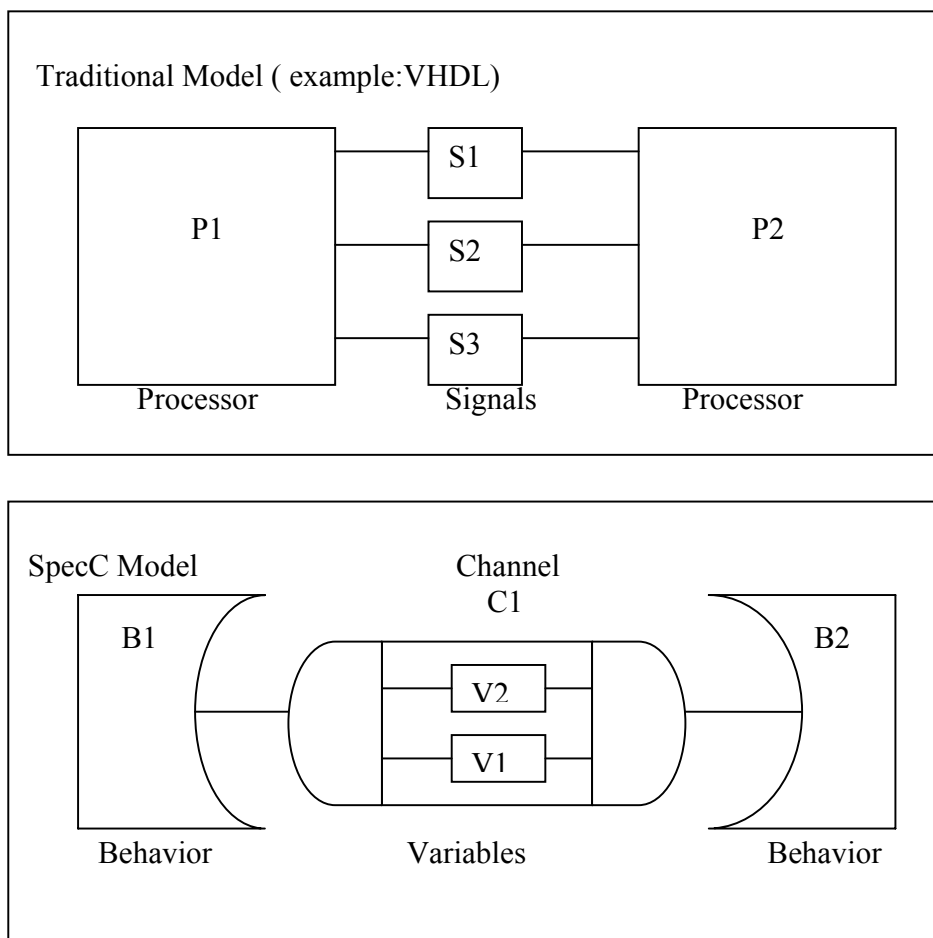 Traditional Model ( example:VHDL)
S1
P1
P2
S2
S3
Processor
Signals
Processor
SpecC Model
Channel
C1
B1
B2
V2
V1
Behavior
Variables
Behavior